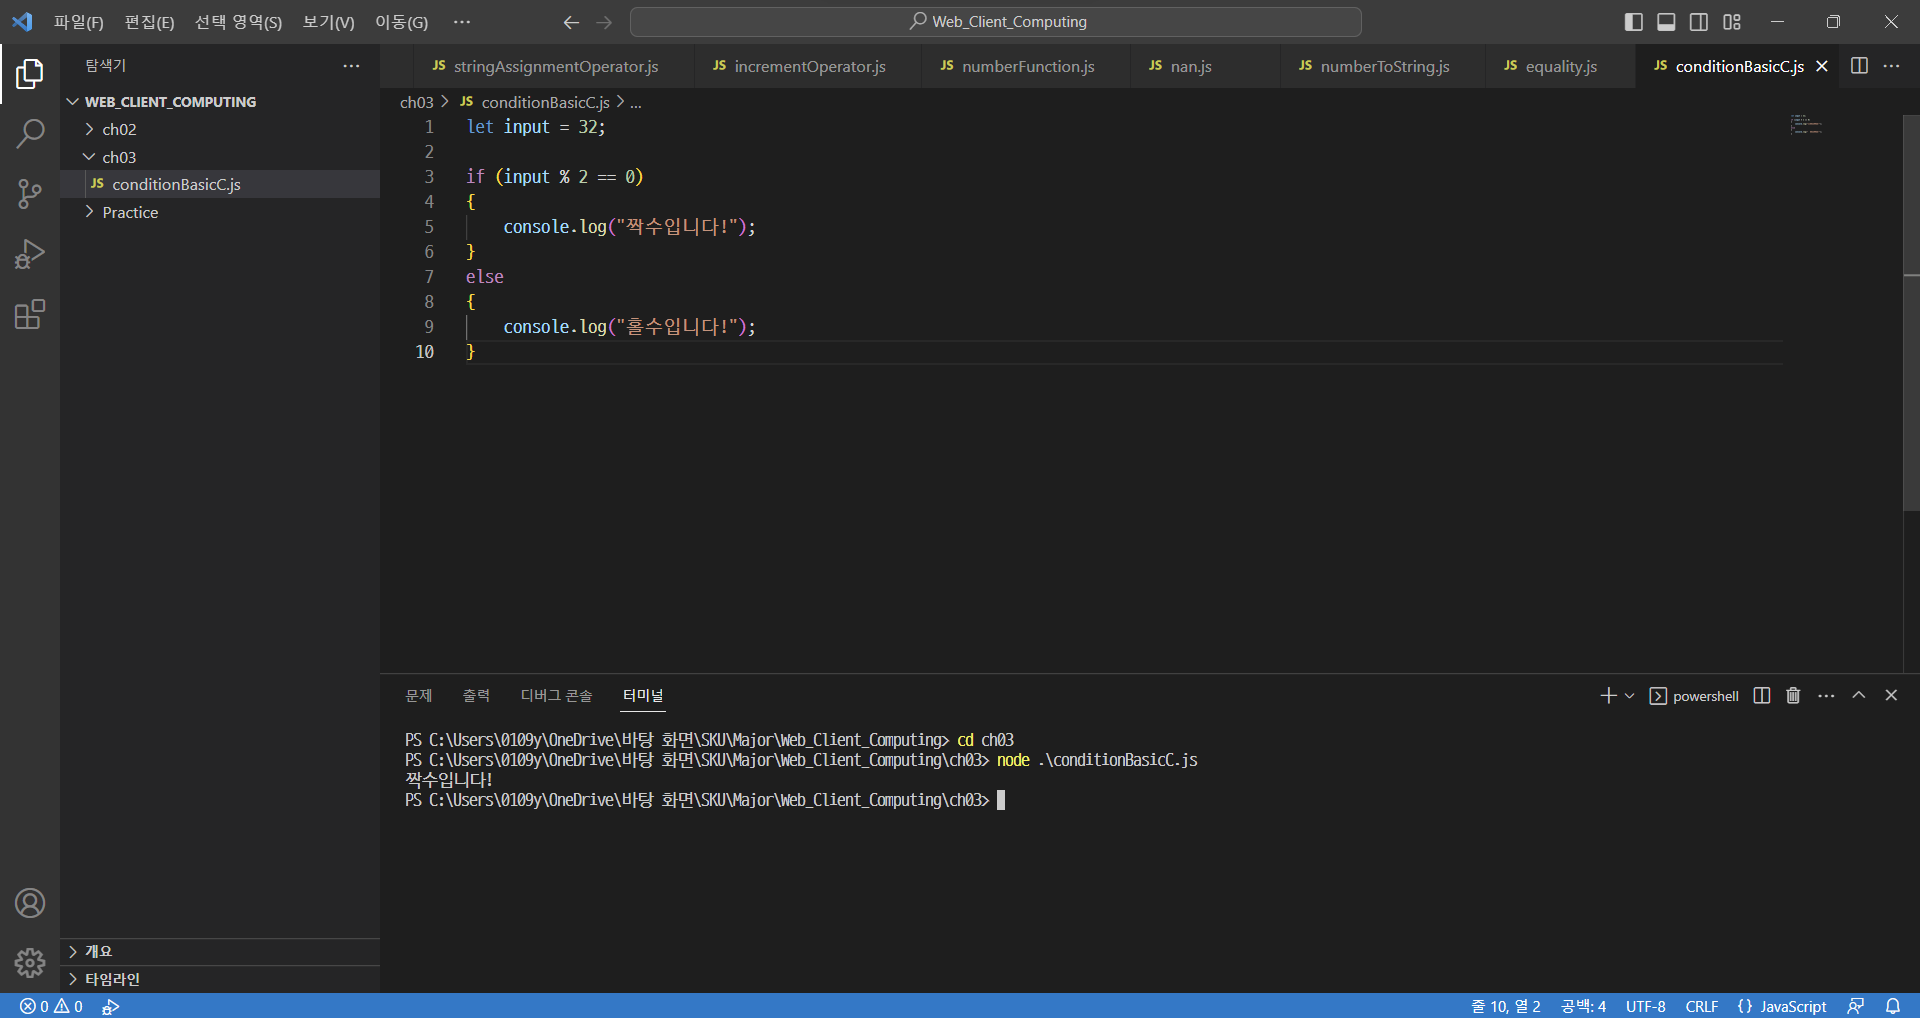 파일(F) 편집(E) 선택 영역(S) 보기(V) 이동(G) ··· Web_Client_Computing
탐색기 ···
WEB_CLIENT_COMPUTING
ch02
ch03
JS conditionBasicC.js
Practice
개요
타임라인
JS stringAssignmentOperator.js JS incrementOperator.js JS numberFunction.js JS nan.js JS numberToString.js JS equality.js JS conditionBasicC.js
ch03 > JS conditionBasicC.js > ...
1 let input = 32;
2
3 if (input % 2 == 0)
4 {
5 console.log("짝수입니다!");
6 }
7 else
8 {
9 console.log("홀수입니다!");
10 }
문제 출력 디버그 콘솔 터미널 powershell
PS C:\Users\0109y\OneDrive\바탕 화면\SKU\Major\Web_Client_Computing> cd ch03
PS C:\Users\0109y\OneDrive\바탕 화면\SKU\Major\Web_Client_Computing\ch03> node .\conditionBasicC.js
짝수입니다!
PS C:\Users\0109y\OneDrive\바탕 화면\SKU\Major\Web_Client_Computing\ch03>
0 0 줄 10, 열 2 공백: 4 UTF-8 CRLF {} JavaScript